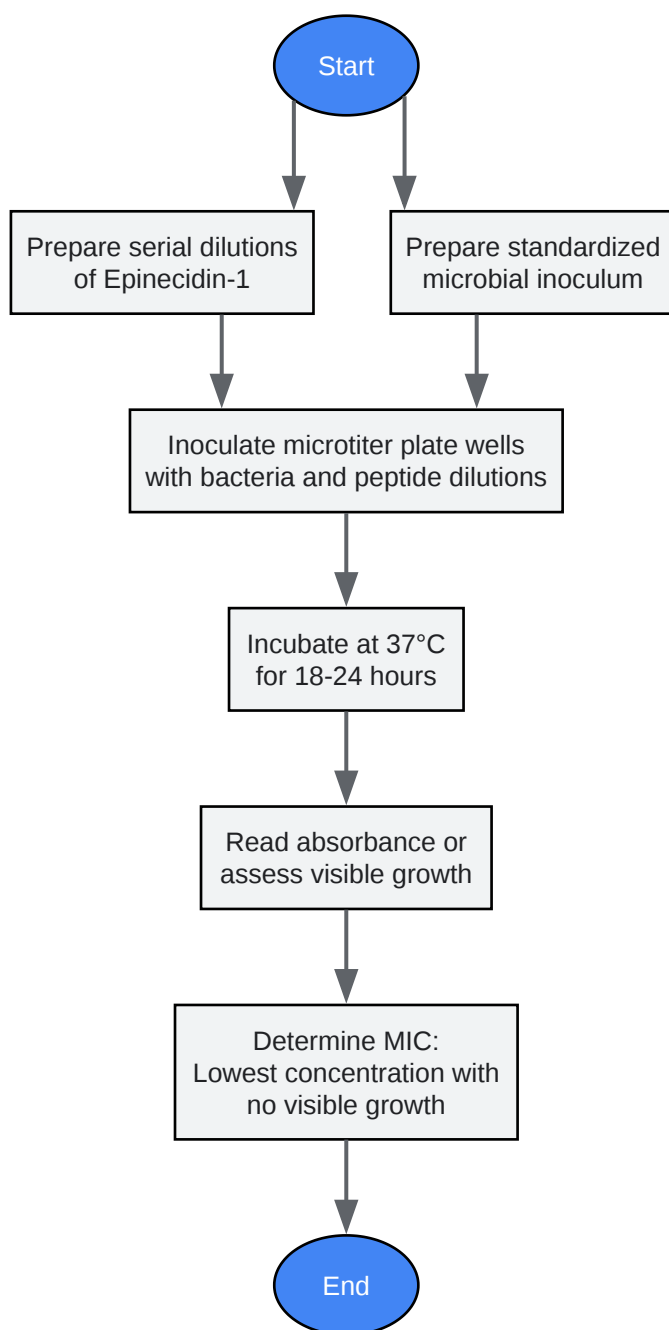 Start
Prepare serial dilutions
of Epinecidin-1
Prepare standardized
microbial inoculum
Inoculate microtiter plate wells
with bacteria and peptide dilutions
Incubate at 37°C
for 18-24 hours
Read absorbance or
assess visible growth
Determine MIC:
Lowest concentration with
no visible growth
End